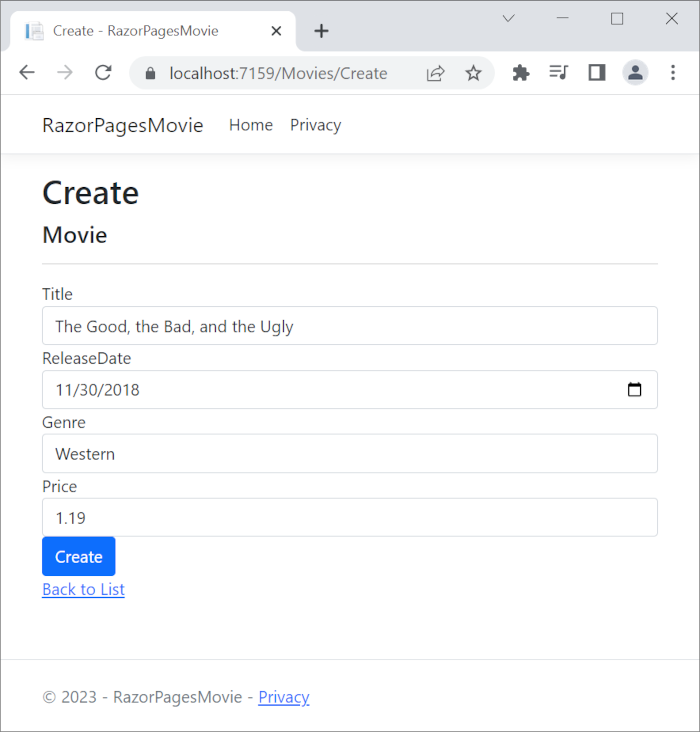 Create - RazorPagesMovie
localhost:7159/Movies/Create
RazorPagesMovie Home Privacy
Create
Movie
Title
The Good, the Bad, and the Ugly
ReleaseDate
11/30/2018
Genre
Western
Price
1.19
Create
Back to List
© 2023 - RazorPagesMovie - Privacy